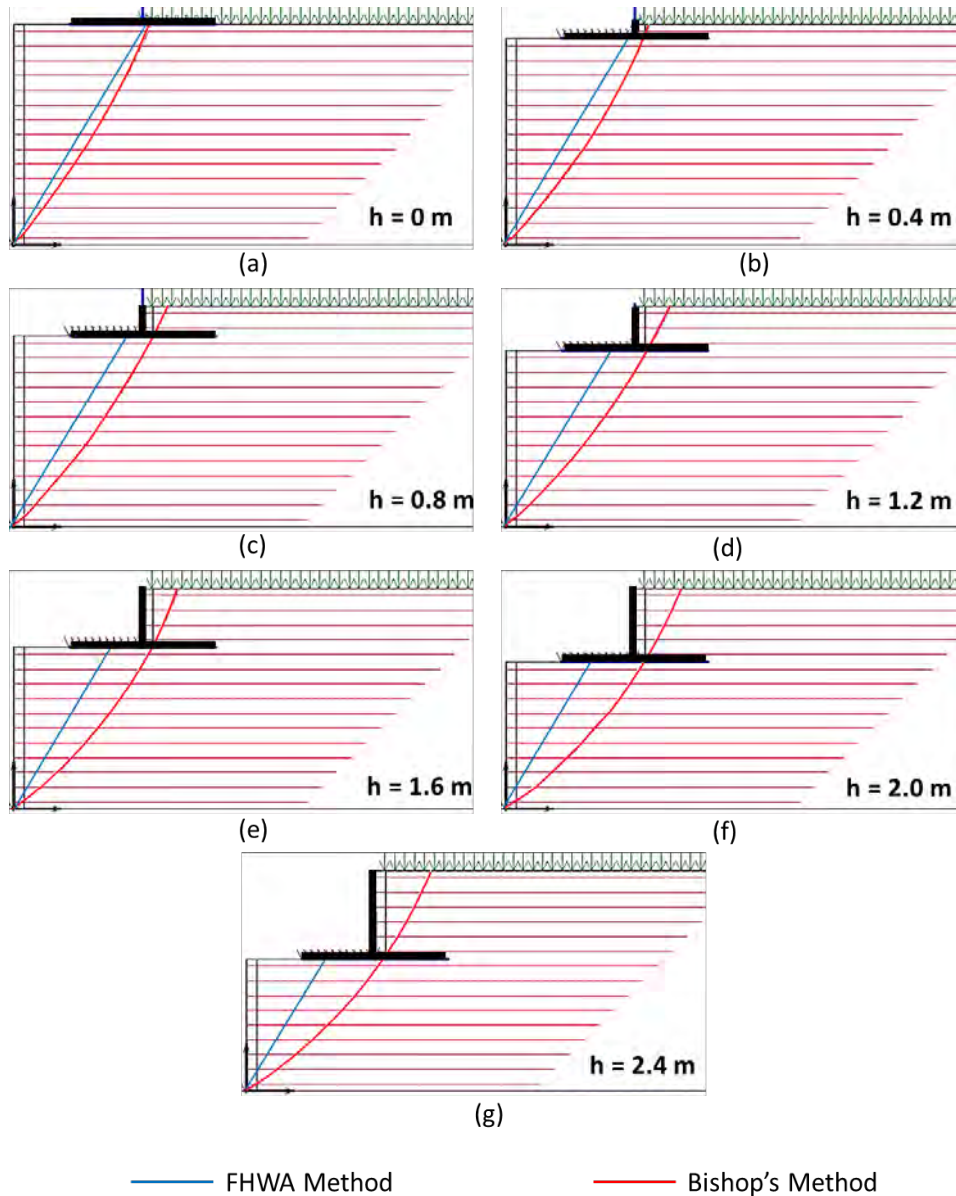 h = 0 m
h = 0.4 m
(a)
(b)
h = 0.8 m
h = 1.2 m
(c)
(d)
h = 1.6 m
h = 2.0 m
(e)
(f)
h = 2.4 m
(g)
FHWA Method
Bishop's Method